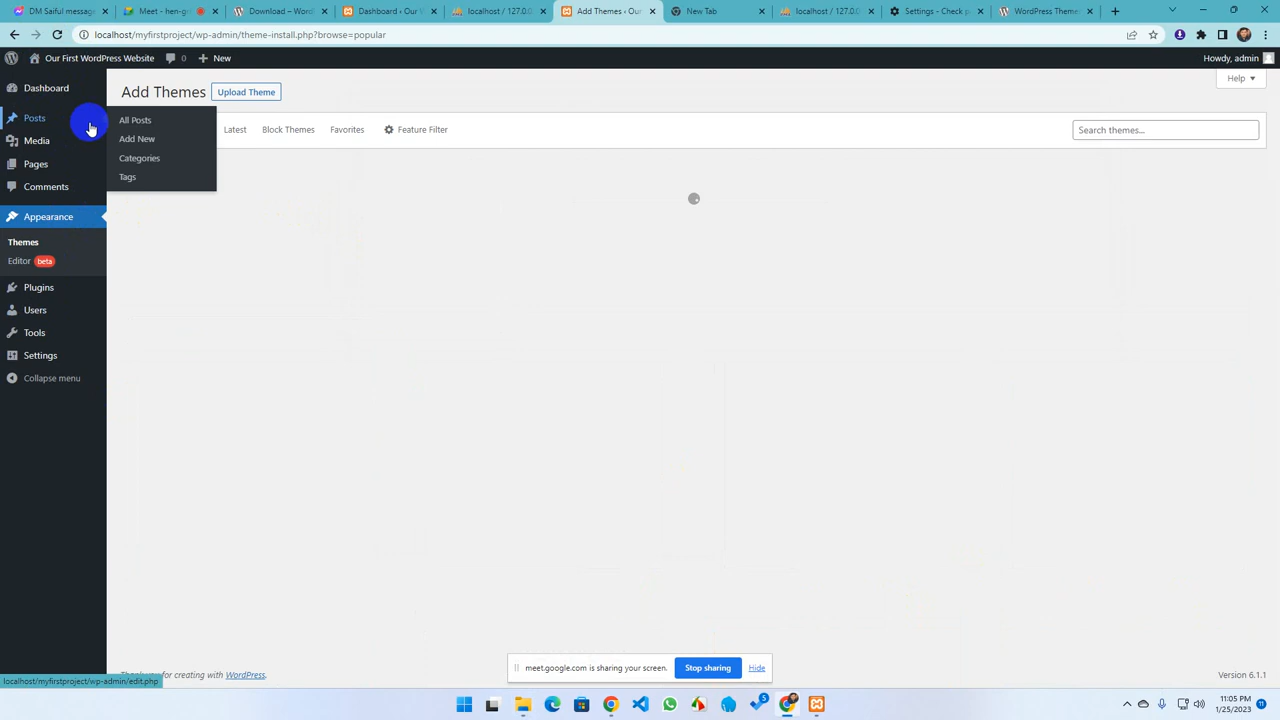 DM Saiful messag
Meet - hen-geng
Download – Word
Dashboard ‹ Our W
localhost / 127.0.0
Add Themes ‹ Our
New Tab
localhost / 127.0.0
Settings - Check p
WordPress Theme
localhost/myfirstproject/wp-admin/theme-install.php?browse=popular
Our First WordPress Website
0
New
Howdy, admin
Dashboard
Posts
Media
Pages
Comments
Appearance
Themes
Editor beta
Plugins
Users
Tools
Settings
Collapse menu
All Posts
Add New
Categories
Tags
Add Themes
Upload Theme
Help
Latest
Block Themes
Favorites
Feature Filter
Search themes...
for creating with WordPress.
Version 6.1.1
localhost/myfirstproject/wp-admin/edit.php
meet.google.com is sharing your screen.
Stop sharing
Hide
5
11:05 PM
1/25/2023